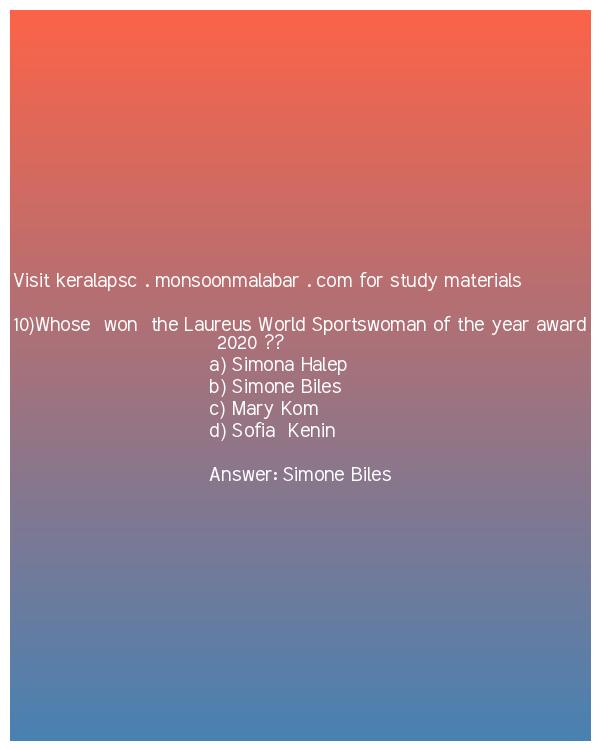 Visit keralapsc . monsoonmalabar . com for study materials
10)Whose  won  the Laureus World Sportswoman of the year award
2020 ??
a) Simona Halep
b) Simone Biles
c) Mary Kom
d) Sofia  Kenin
Answer: Simone Biles